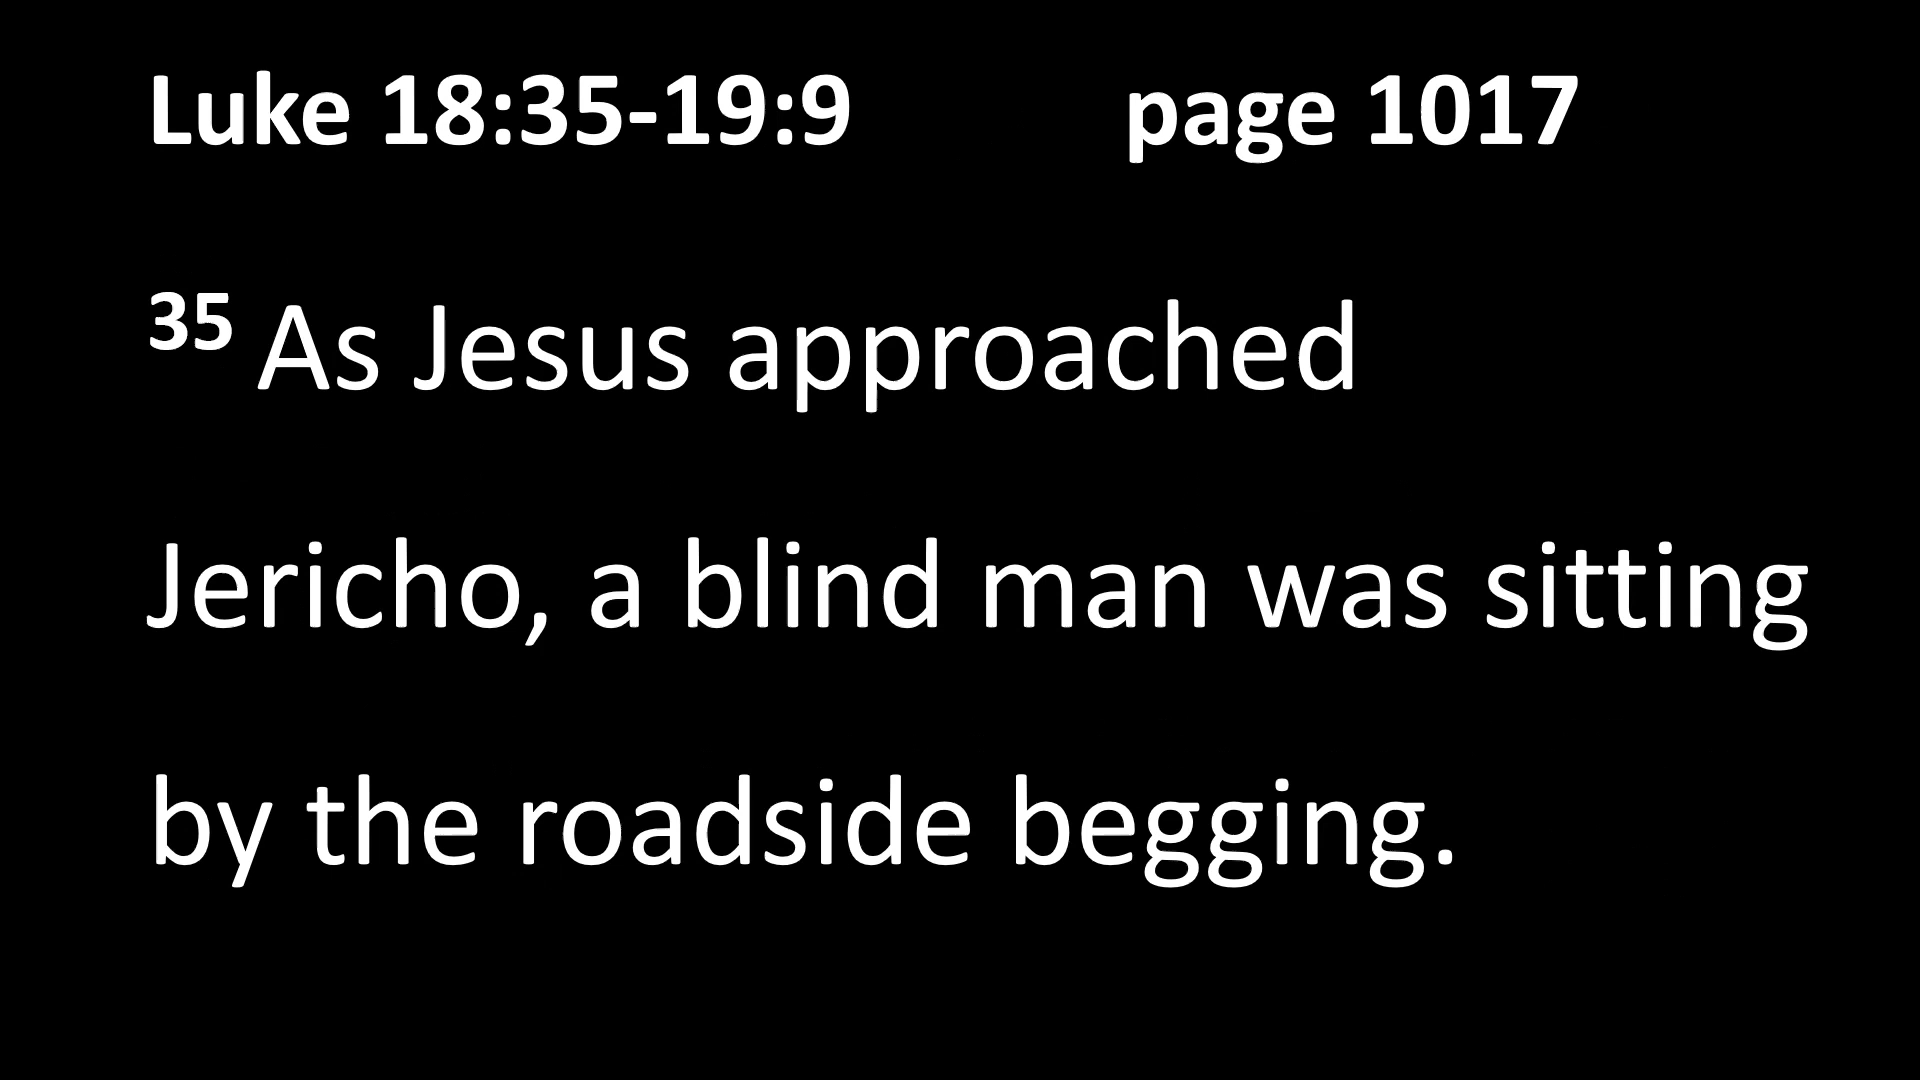 Luke 18:35-19:9 page 1017
35 As Jesus approached
Jericho, a blind man was sitting
by the roadside begging.